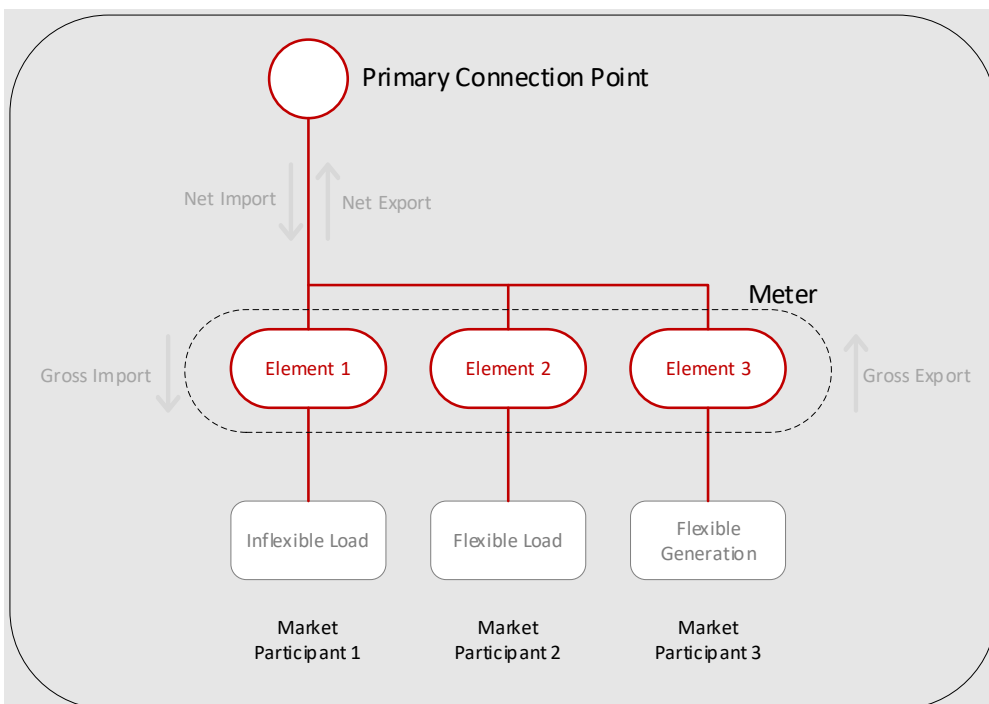 Primary Connection Point
Net Import
Net Export
Meter
Gross Import
Element 1
Element 2
Element 3
Gross Export
Inflexible Load
Flexible Load
Flexible
Generation
Market
Participant 1
Market
Participant 2
Market
Participant 3